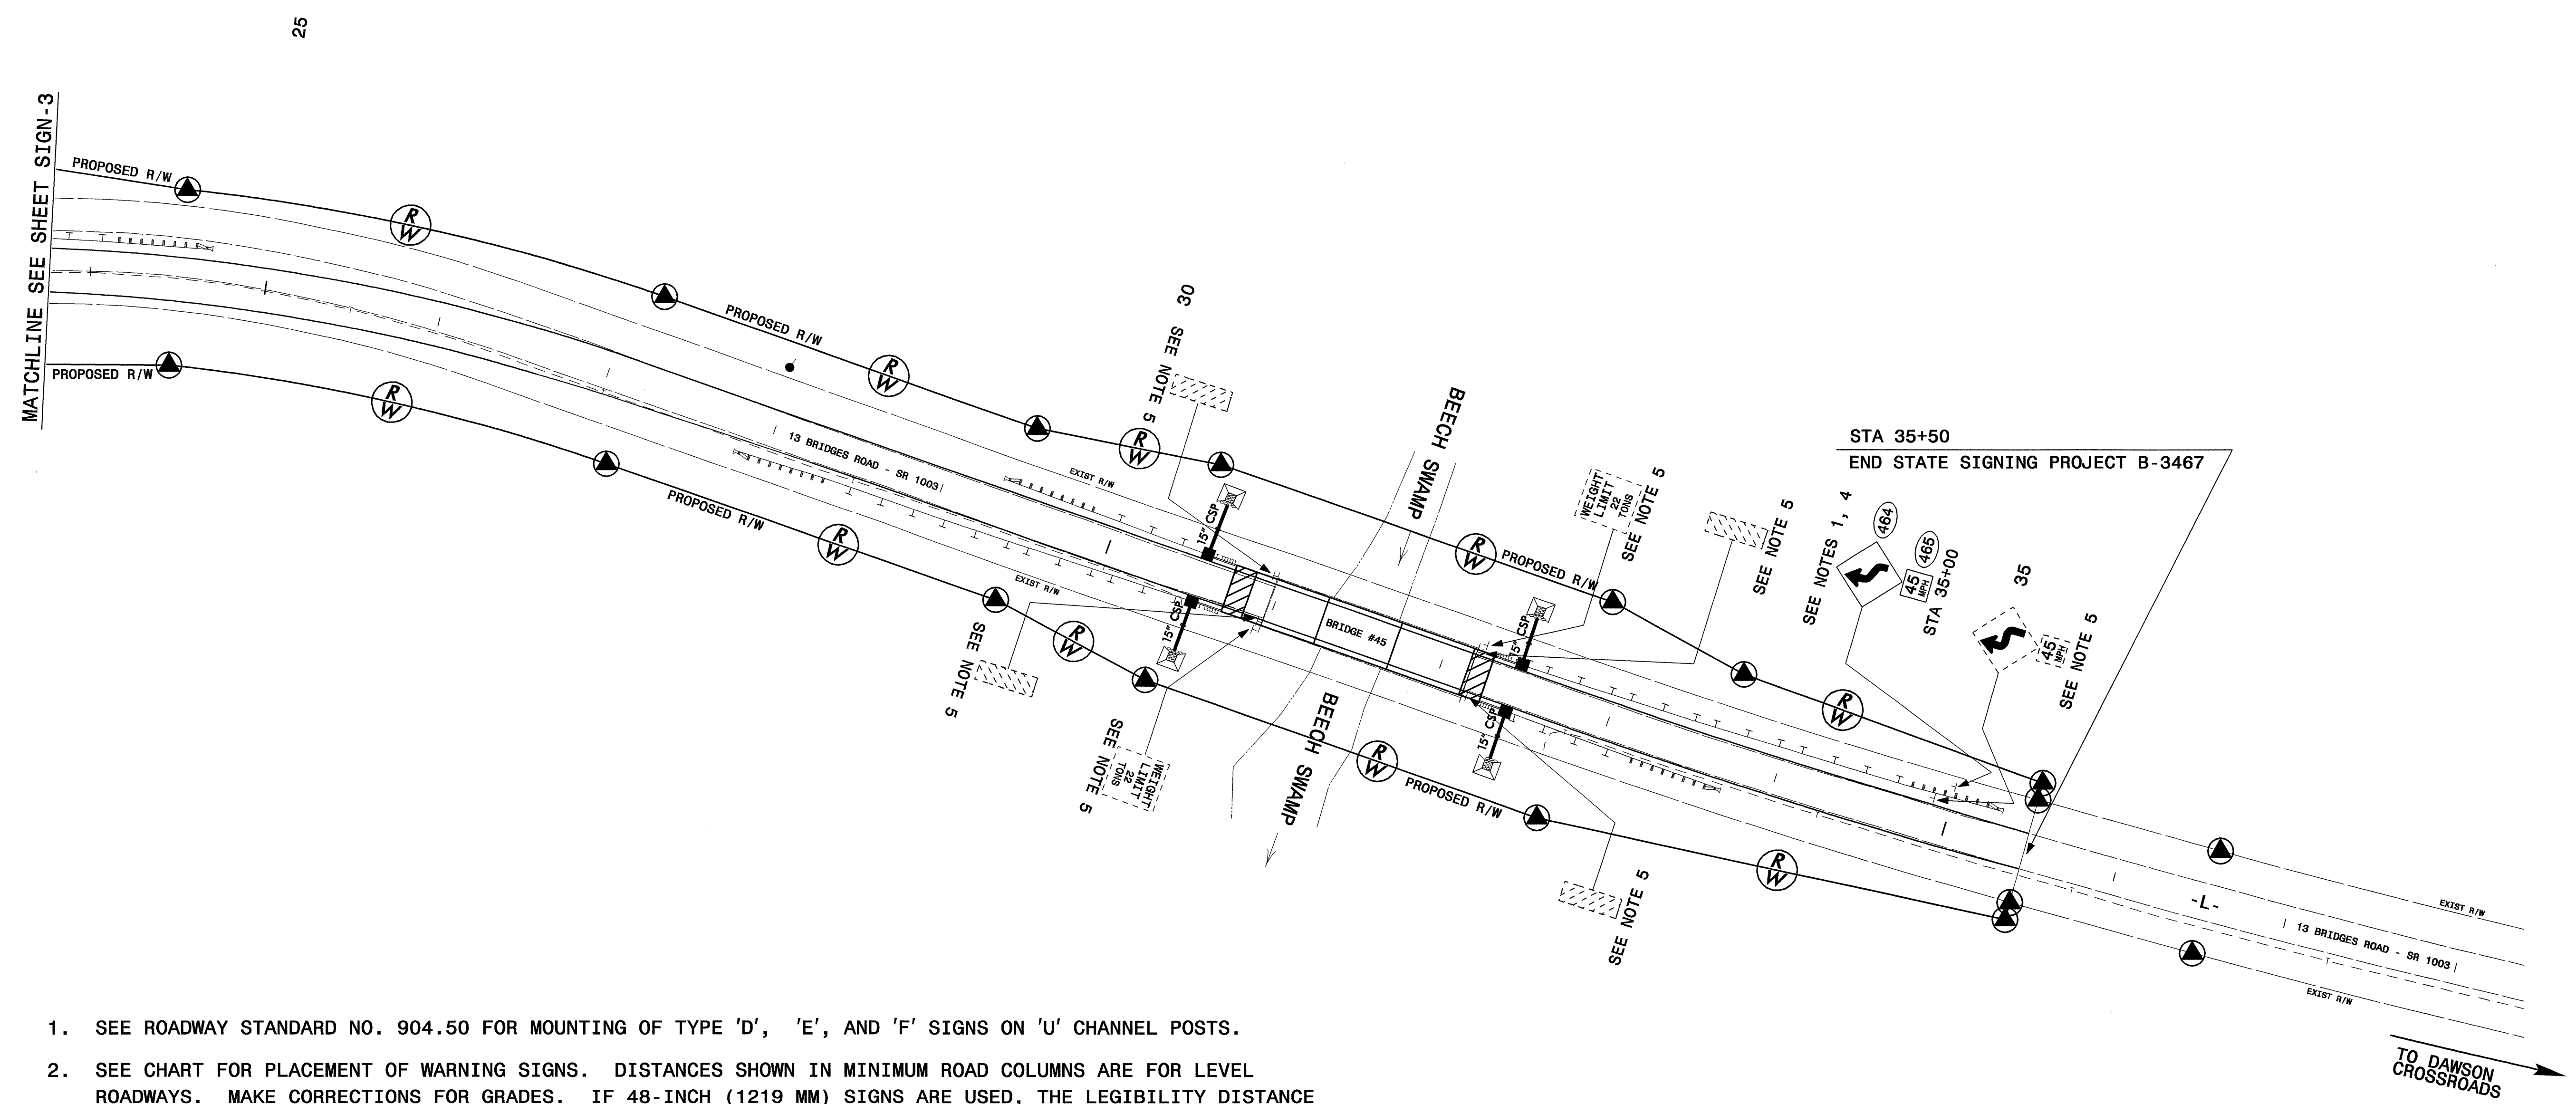 25
MATCHLINE SEE SHEET SIGN-3
PROPOSED R/W
R
W
PROPOSED R/W
R
W
PROPOSED R/W
R
W
30
SEE NOTE 5
R
W
EXIST R/W
13 BRIDGES ROAD - SR 1003
PROPOSED R/W
R
W
EXIST R/W
15" CSP
15" CSP
SEE NOTE 5
R
W
SEE NOTE 5
WEIGHT
LIMIT
22
TONS
BEECH SWAMP
BRIDGE #45
BEECH SWAMP
R
W
PROPOSED R/W
R
W
PROPOSED R/W
15" CSP
15" CSP
WEIGHT
LIMIT
22
TONS
SEE NOTE 5
SEE NOTE 5
SEE NOTE 5
STA 35+50
END STATE SIGNING PROJECT B-3467
SEE NOTES 1, 4
464
465
45
MPH
STA 35+00
35
45
MPH
SEE NOTE 5
R
W
R
W
-L-
EXIST R/W
13 BRIDGES ROAD - SR 1003
EXIST R/W
TO DAWSON
CROSSROADS
1. SEE ROADWAY STANDARD NO. 904.50 FOR MOUNTING OF TYPE 'D', 'E', AND 'F' SIGNS ON 'U' CHANNEL POSTS.
2. SEE CHART FOR PLACEMENT OF WARNING SIGNS. DISTANCES SHOWN IN MINIMUM ROAD COLUMNS ARE FOR LEVEL
ROADWAYS. MAKE CORRECTIONS FOR GRADES. IF 48-INCH (1219 MM) SIGNS ARE USED, THE LEGIBILITY DISTANCE